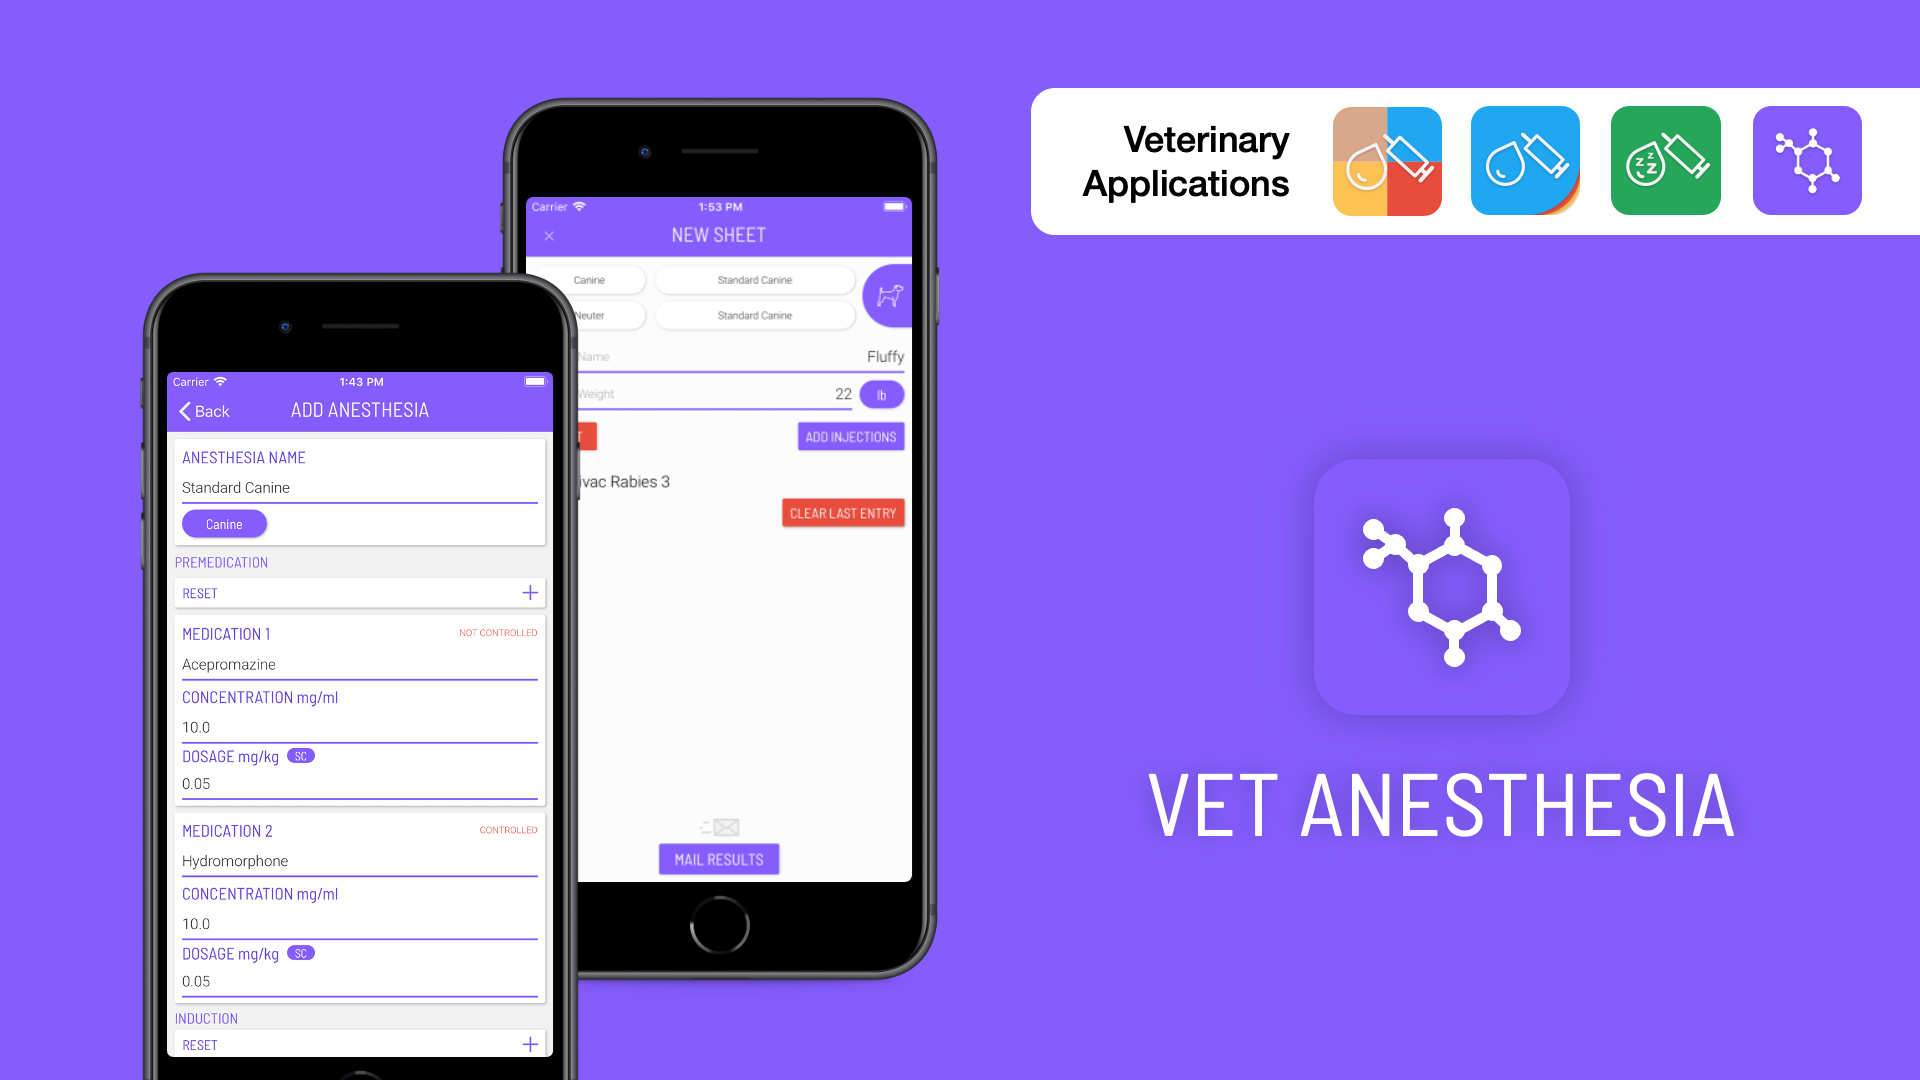 Veterinary
Applications
Carrier
1:53 PM
NEW SHEET
Canine
Standard Canine
Neuter
Standard Canine
Name
Fluffy
Weight
22
lb
ADD INJECTIONS
Rabies 3
CLEAR LAST ENTRY
MAIL RESULTS
Carrier
1:43 PM
Back
ADD ANESTHESIA
ANESTHESIA NAME
Standard Canine
Canine
PREMEDICATION
RESET
MEDICATION 1
NOT CONTROLLED
Acepromazine
CONCENTRATION mg/ml
10.0
DOSAGE mg/kg SC
0.05
MEDICATION 2
CONTROLLED
Hydromorphone
CONCENTRATION mg/ml
10.0
DOSAGE mg/kg SC
0.05
INDUCTION
RESET
VET ANESTHESIA